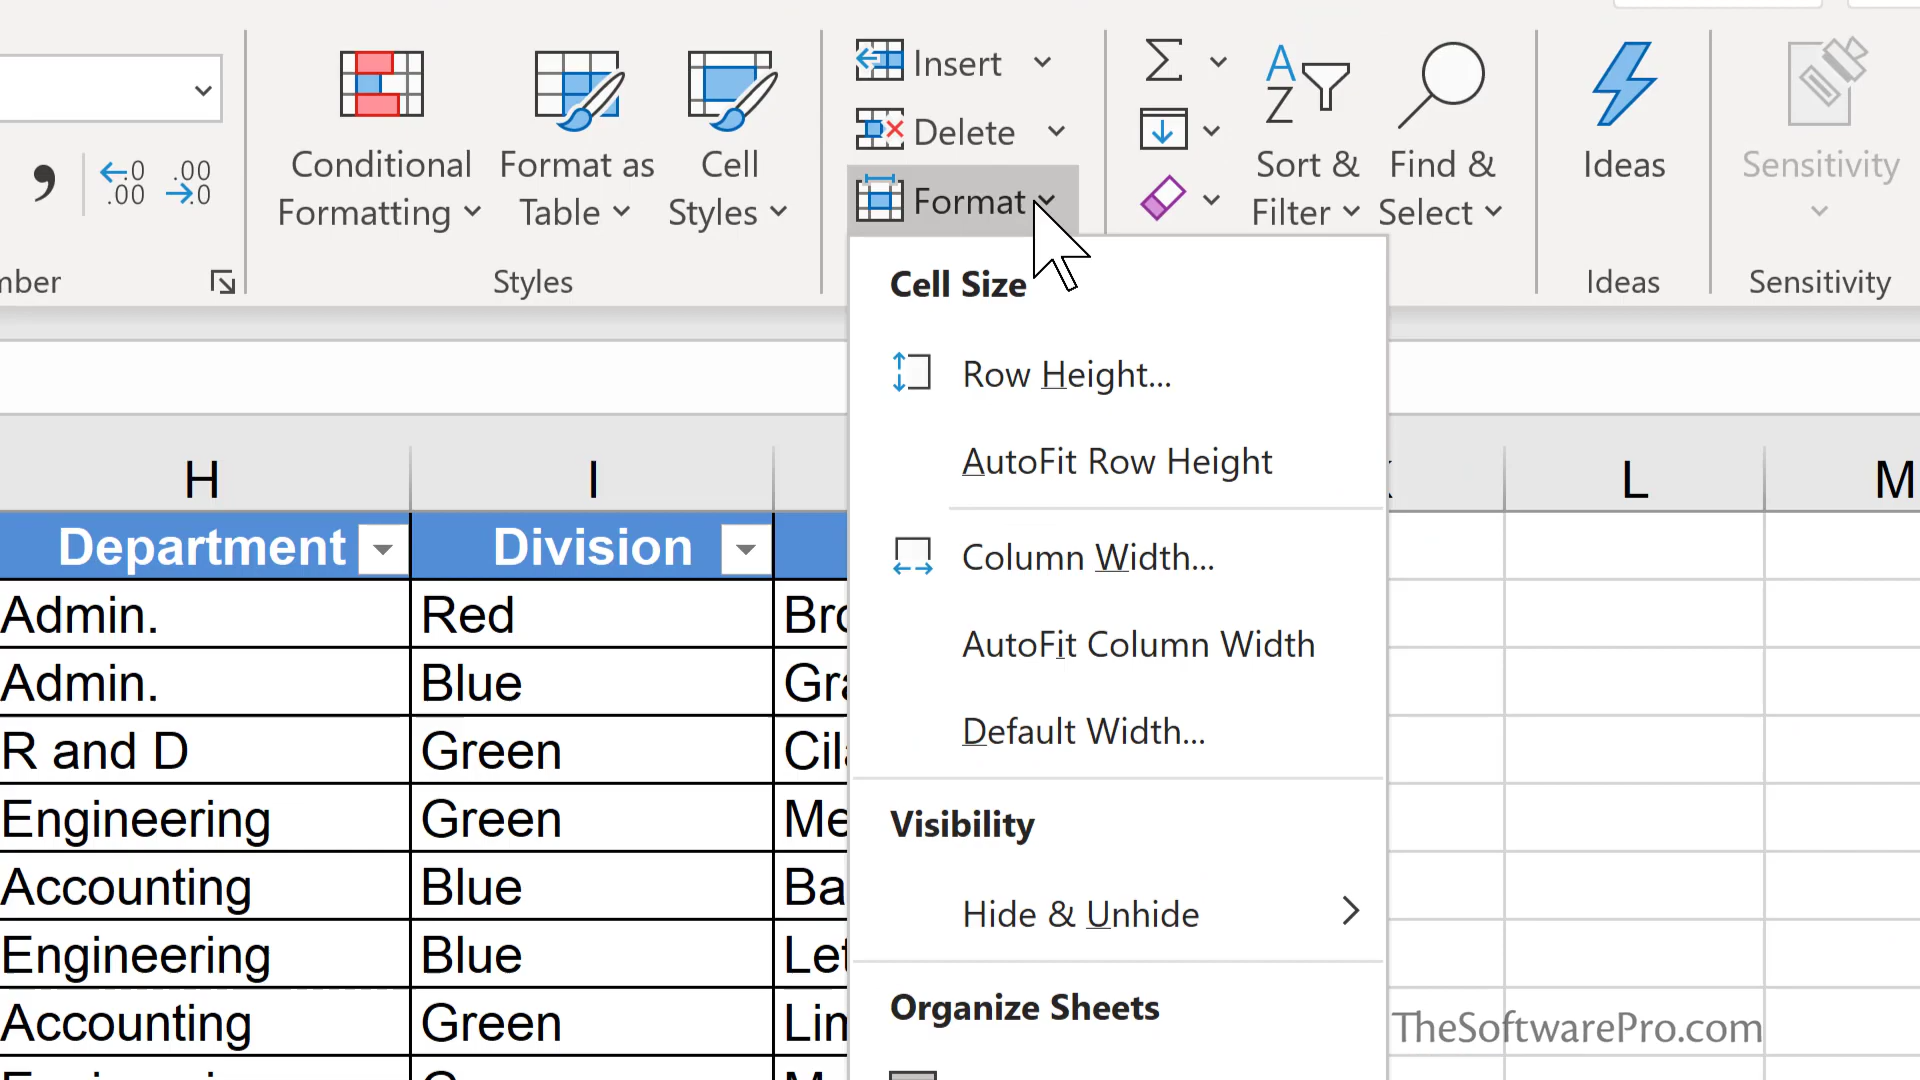 Insert
Delete
Format
Conditional
Formatting
Format as
Table
Cell
Styles
Sort &
Filter
Find &
Select
Ideas
Sensitivity
Styles
Ideas
Sensitivity
Cell Size
Row Height...
AutoFit Row Height
Column Width...
AutoFit Column Width
Default Width...
Visibility
Hide & Unhide
Organize Sheets
H I L M
Department Division
Admin. Red
Admin. Blue
R and D Green
Engineering Green
Accounting Blue
Engineering Blue
Accounting Green
TheSoftwarePro.com